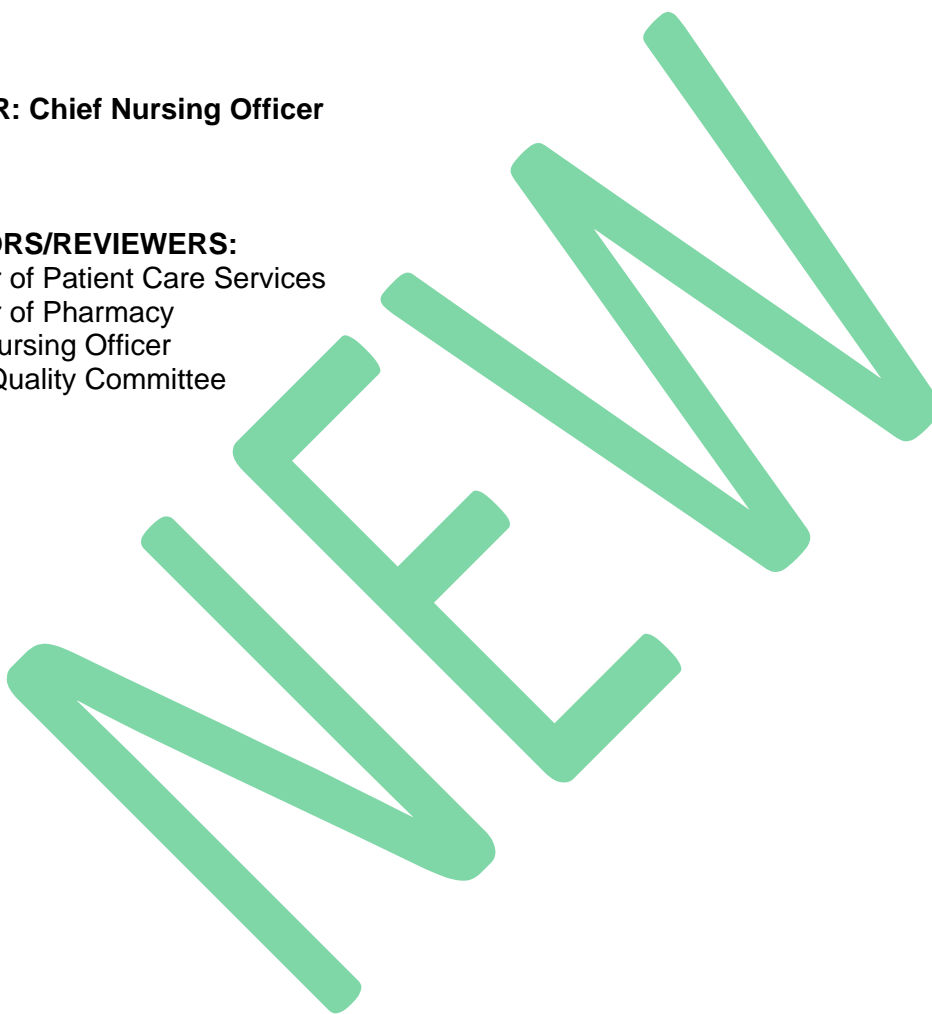 R: Chief Nursing Officer
ORS/REVIEWERS:
r of Patient Care Services
r of Pharmacy
ursing Officer
Quality Committee
NEW